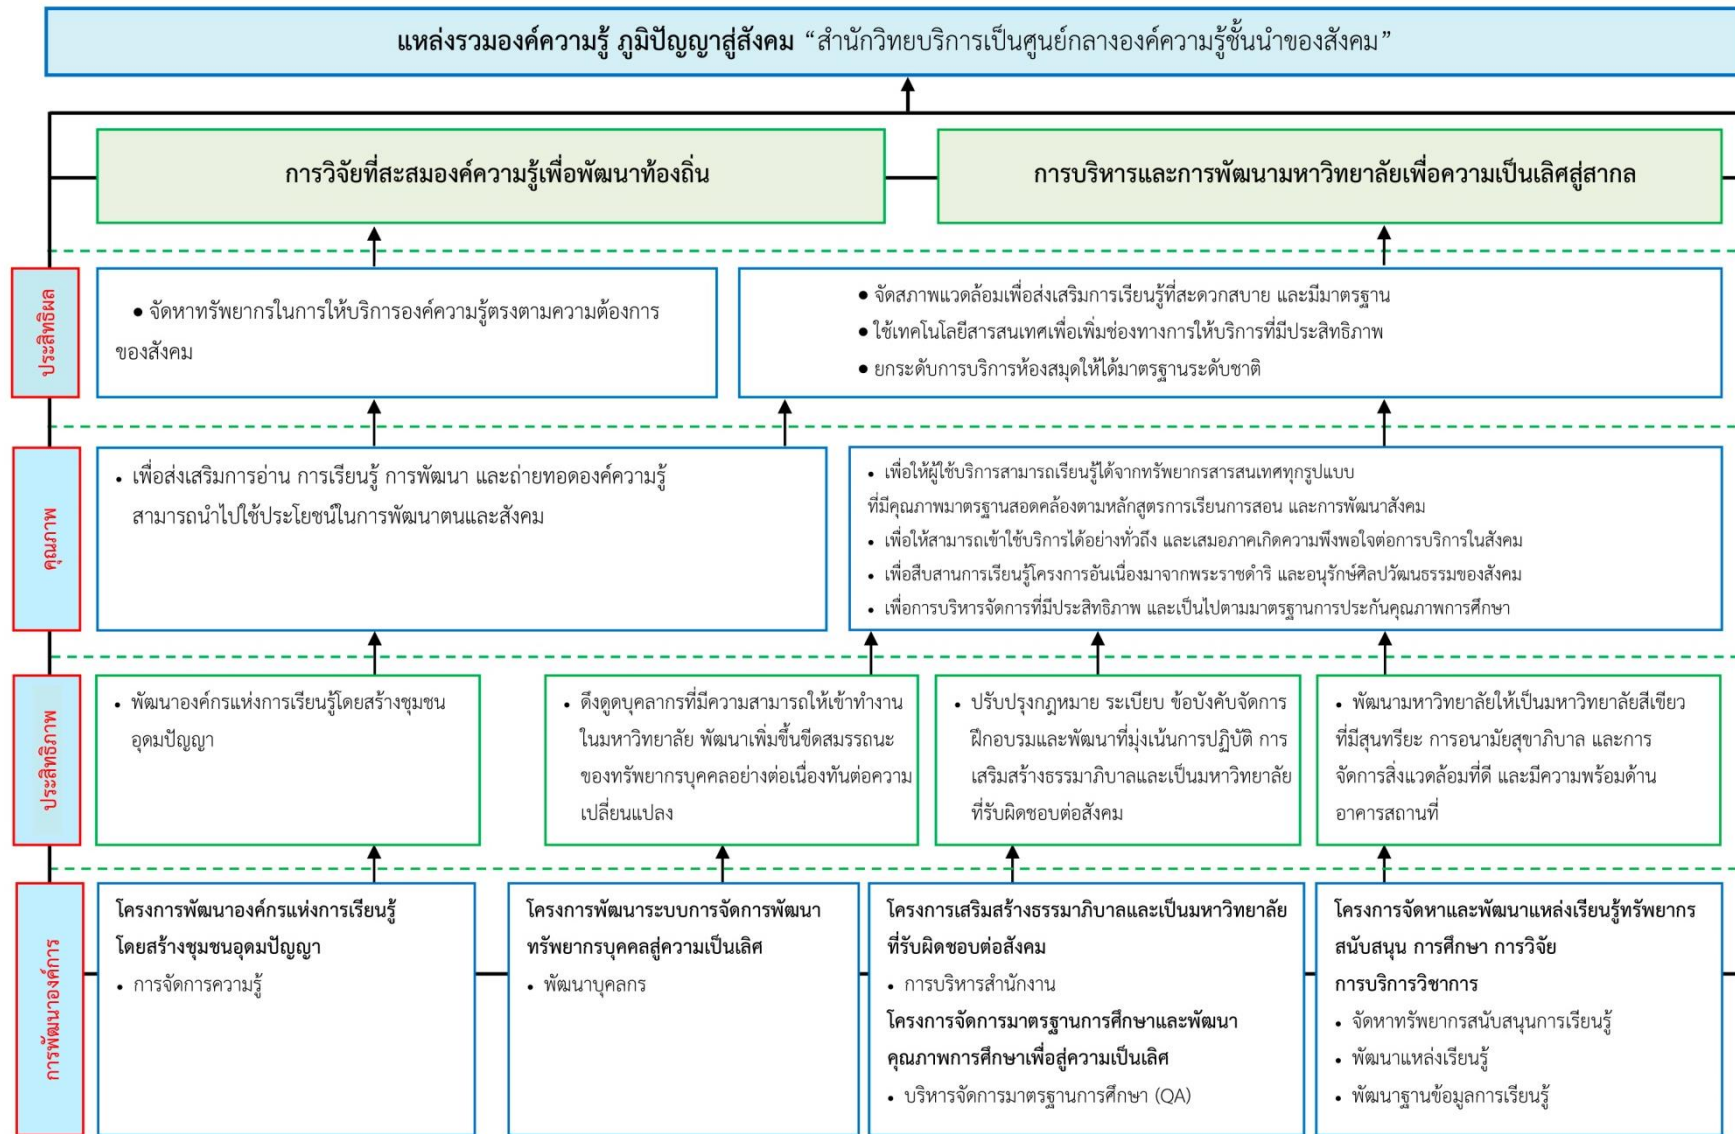 แหล่งรวมองค์ความรู้ ภูมิปัญญาสู่สังคม “สำนักวิทยบริการเป็นศูนย์กลางองค์ความรู้ชั้นนำของสังคม”
การวิจัยที่สะสมองค์ความรู้เพื่อพัฒนาท้องถิ่น
การบริหารและการพัฒนามหาวิทยาลัยเพื่อความเป็นเลิศสู่สากล
ประสิทธิผล
● จัดหาทรัพยากรในการให้บริการองค์ความรู้ตรงตามความต้องการ
ของสังคม
● จัดสภาพแวดล้อมเพื่อส่งเสริมการเรียนรู้ที่สะดวกสบาย และมีมาตรฐาน
● ใช้เทคโนโลยีสารสนเทศเพื่อเพิ่มช่องทางการให้บริการที่มีประสิทธิภาพ
● ยกระดับการบริการห้องสมุดให้ได้มาตรฐานระดับชาติ
คุณภาพ
• เพื่อส่งเสริมการอ่าน การเรียนรู้ การพัฒนา และถ่ายทอดองค์ความรู้
สามารถนำไปใช้ประโยชน์ในการพัฒนาตนและสังคม
• เพื่อให้ผู้ใช้บริการสามารถเรียนรู้ได้จากทรัพยากรสารสนเทศทุกรูปแบบ
ที่มีคุณภาพมาตรฐานสอดคล้องตามหลักสูตรการเรียนการสอน และการพัฒนาสังคม
• เพื่อให้สามารถเข้าใช้บริการได้อย่างทั่วถึง และเสมอภาคเกิดความพึงพอใจต่อการบริการในสังคม
• เพื่อสืบสานการเรียนรู้โครงการอันเนื่องมาจากพระราชดำริ และอนุรักษ์ศิลปวัฒนธรรมของสังคม
• เพื่อการบริหารจัดการที่มีประสิทธิภาพ และเป็นไปตามมาตรฐานการประกันคุณภาพการศึกษา
ประสิทธิภาพ
• พัฒนาองค์กรแห่งการเรียนรู้โดยสร้างชุมชน
อุดมปัญญา
• ดึงดูดบุคลากรที่มีความสามารถให้เข้าทำงาน
ในมหาวิทยาลัย พัฒนาเพิ่มขึ้นขีดสมรรถนะ
ของทรัพยากรบุคคลอย่างต่อเนื่องทันต่อความ
เปลี่ยนแปลง
• ปรับปรุงกฎหมาย ระเบียบ ข้อบังคับจัดการ
ฝึกอบรมและพัฒนาที่มุ่งเน้นการปฏิบัติ การ
เสริมสร้างธรรมาภิบาลและเป็นมหาวิทยาลัย
ที่รับผิดชอบต่อสังคม
• พัฒนามหาวิทยาลัยให้เป็นมหาวิทยาลัยสีเขียว
ที่มีสุนทรียะ การอนามัยสุขาภิบาล และการ
จัดการสิ่งแวดล้อมที่ดี และมีความพร้อมด้าน
อาคารสถานที่
การพัฒนาองค์การ
โครงการพัฒนาองค์กรแห่งการเรียนรู้
โดยสร้างชุมชนอุดมปัญญา
• การจัดการความรู้
โครงการพัฒนาระบบการจัดการพัฒนา
ทรัพยากรบุคคลสู่ความเป็นเลิศ
• พัฒนาบุคลากร
โครงการเสริมสร้างธรรมาภิบาลและเป็นมหาวิทยาลัย
ที่รับผิดชอบต่อสังคม
• การบริหารสำนักงาน
โครงการจัดการมาตรฐานการศึกษาและพัฒนา
คุณภาพการศึกษาเพื่อสู่ความเป็นเลิศ
• บริหารจัดการมาตรฐานการศึกษา (QA)
โครงการจัดหาและพัฒนาแหล่งเรียนรู้ทรัพยากร
สนับสนุน การศึกษา การวิจัย
การบริการวิชาการ
• จัดหาทรัพยากรสนับสนุนการเรียนรู้
• พัฒนาแหล่งเรียนรู้
• พัฒนาฐานข้อมูลการเรียนรู้